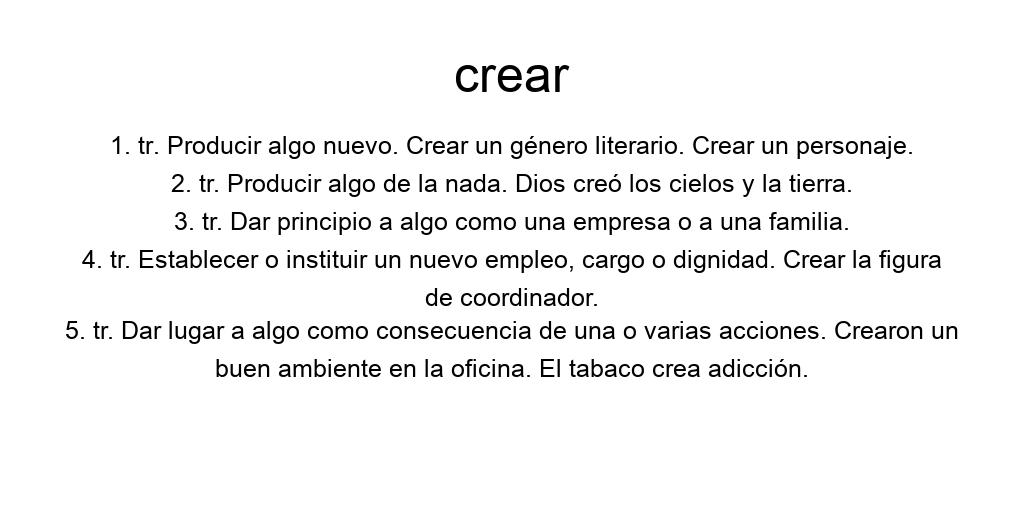 crear
1. tr. Producir algo nuevo. Crear un género literario. Crear un personaje.
2. tr. Producir algo de la nada. Dios creó los cielos y la tierra.
3. tr. Dar principio a algo como una empresa o a una familia.
4. tr. Establecer o instituir un nuevo empleo, cargo o dignidad. Crear la figura
de coordinador.
5. tr. Dar lugar a algo como consecuencia de una o varias acciones. Crearon un
buen ambiente en la oficina. El tabaco crea adicción.